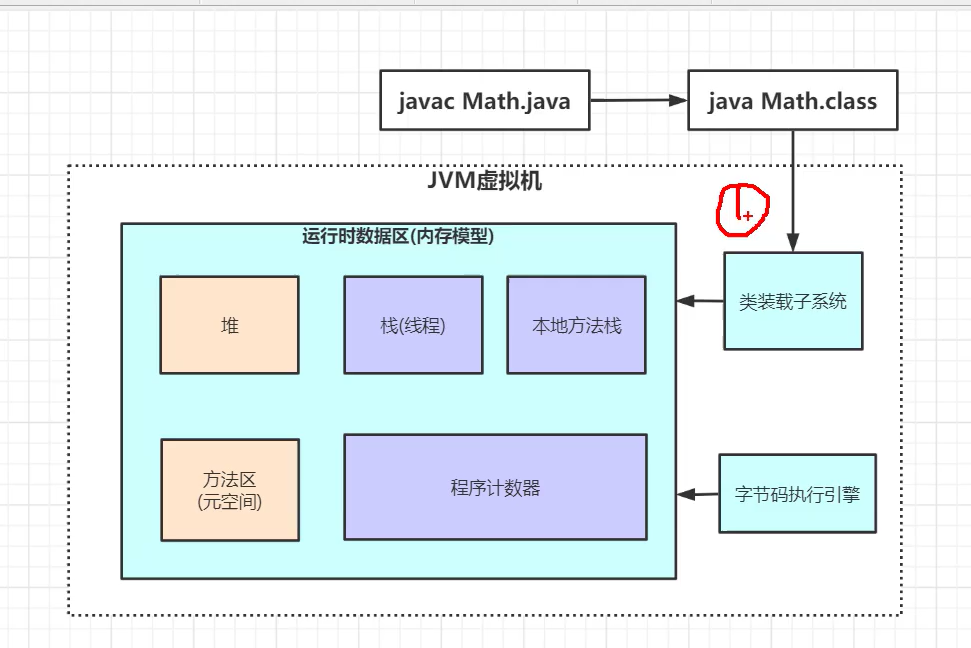 javac Math.java
java Math.class
JVM虚拟机
运行时数据区(内存模型)
堆
栈(线程)
本地方法栈
类装载子系统
方法区
(元空间)
程序计数器
字节码执行引擎